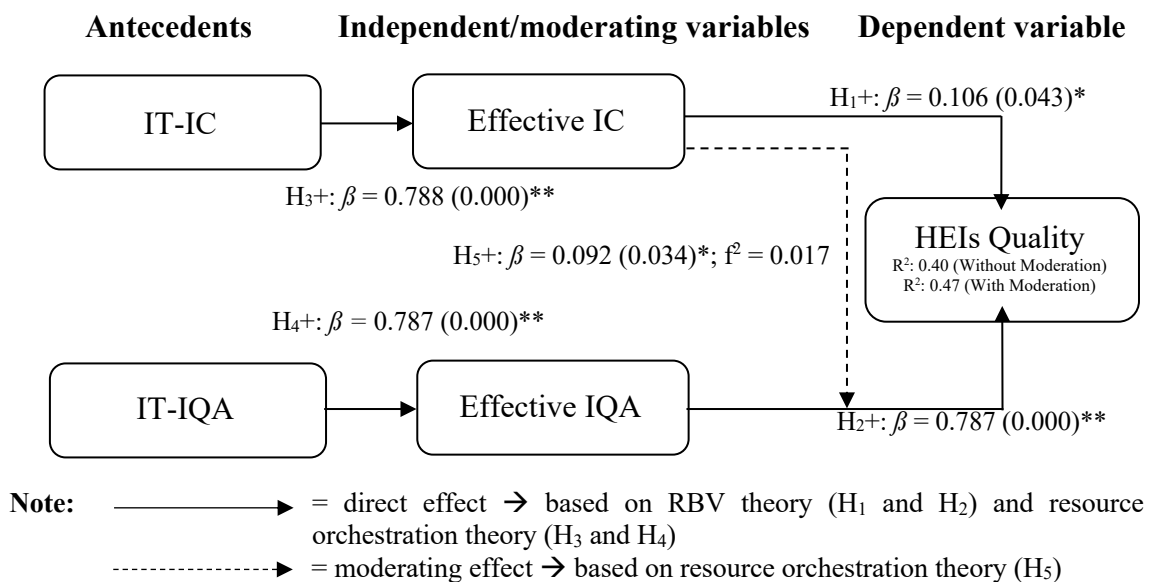 Antecedents Independent/moderating variables Dependent variable
H₁+: β = 0.106 (0.043)*
IT-IC
Effective IC
H₃+: β = 0.788 (0.000)**
HEIs Quality
R²: 0.40 (Without Moderation)
R²: 0.47 (With Moderation)
H₅+: β = 0.092 (0.034)*; f² = 0.017
H₄+: β = 0.787 (0.000)**
IT-IQA
Effective IQA
H₂+: β = 0.787 (0.000)**
Note: = direct effect → based on RBV theory (H₁ and H₂) and resource
orchestration theory (H₃ and H₄)
= moderating effect → based on resource orchestration theory (H₅)